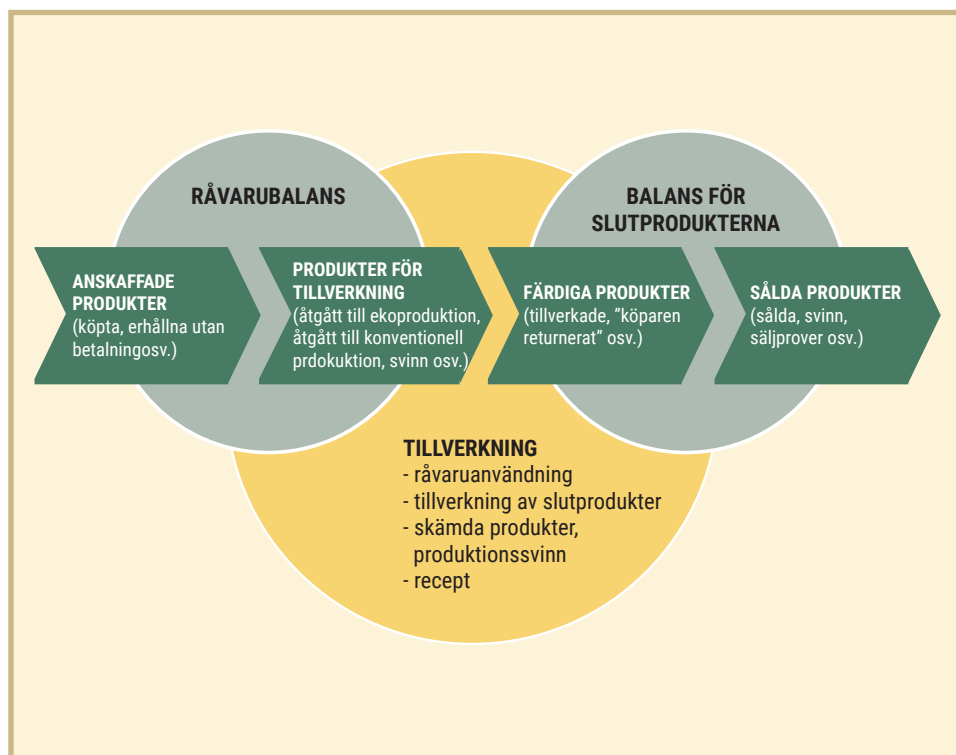 RÅVARUBALANS
BALANS FÖR
SLUTPRODUKTERNA
ANSKAFFADE
PRODUKTER
(köpta, erhållna utan
betalningosv.)
PRODUKTER FÖR
TILLVERKNING
(åtgått till ekoproduktion,
åtgått till konventionell
prdokuktion, svinn osv.)
FÄRDIGA PRODUKTER
(tillverkade, ”köparen
returnerat” osv.)
SÅLDA PRODUKTER
(sålda, svinn,
säljprover osv.)
TILLVERKNING
- råvaruanvändning
- tillverkning av slutprodukter
- skämda produkter,
produktionssvinn
- recept